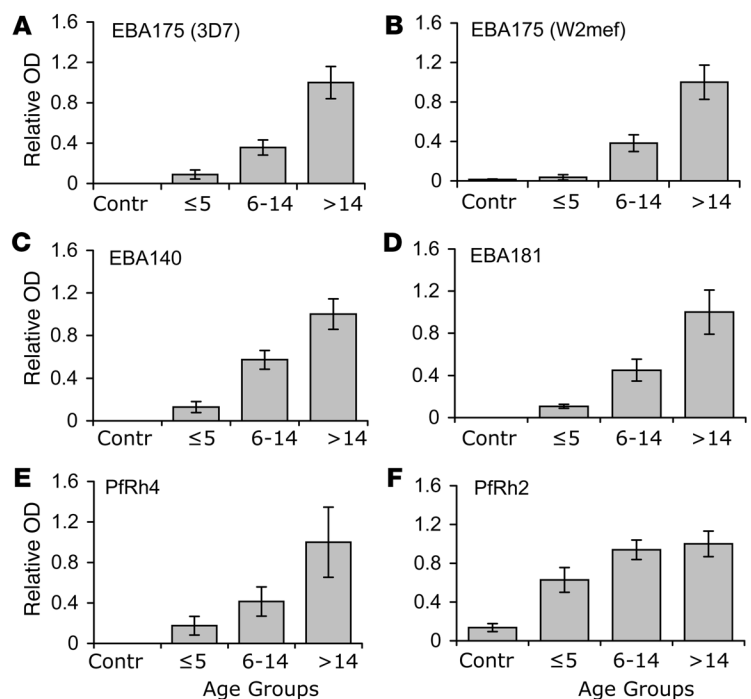 A
EBA175 (3D7)
Relative OD
1.6
1.2
0.8
0.4
0
Contr ≤5 6-14 >14
B
EBA175 (W2mef)
1.6
1.2
0.8
0.4
0
Contr ≤5 6-14 >14
C
EBA140
Relative OD
1.6
1.2
0.8
0.4
0
Contr ≤5 6-14 >14
D
EBA181
1.6
1.2
0.8
0.4
0
Contr ≤5 6-14 >14
E
PfRh4
Relative OD
1.6
1.2
0.8
0.4
0
Contr ≤5 6-14 >14
Age Groups
F
PfRh2
1.6
1.2
0.8
0.4
0
Contr ≤5 6-14 >14
Age Groups